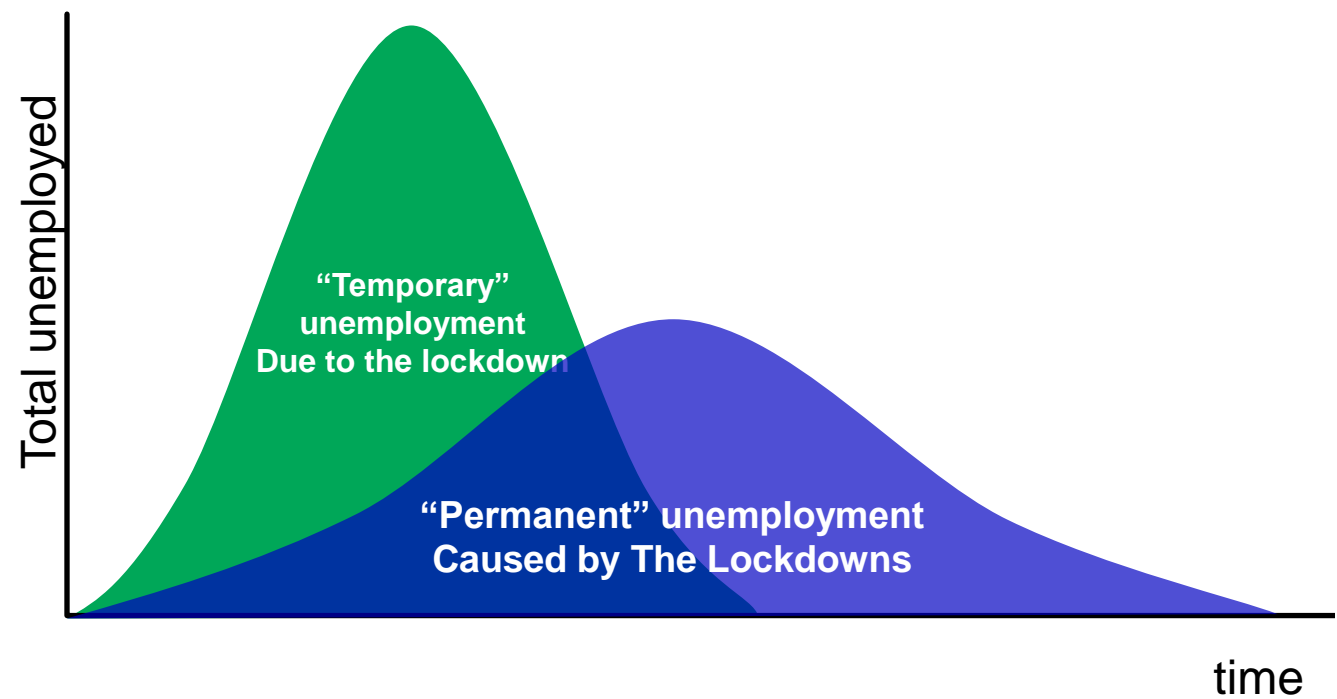 Total unemployed
“Temporary”
unemployment
Due to the lockdown
“Permanent” unemployment
Caused by The Lockdowns
time